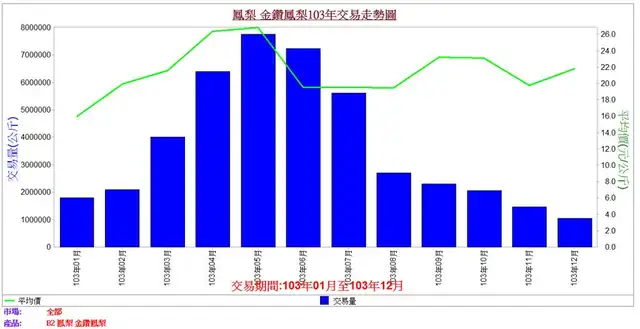 鳳梨 金鑽鳳梨103年交易走勢圖
8000000
7000000
6000000
5000000
4000000
3000000
2000000
1000000
0
交易量(公斤)
26.0
24.0
22.0
20.0
18.0
16.0
14.0
12.0
10.0
8.0
6.0
4.0
2.0
0.0
平均價(元/公斤)
103年01月
103年02月
103年03月
103年04月
103年05月
103年06月
103年07月
103年08月
103年09月
103年10月
103年11月
103年12月
交易期間:103年01月至103年12月
平均價
交易量
市場: 全部
產品: B2 鳳梨 金鑽鳳梨